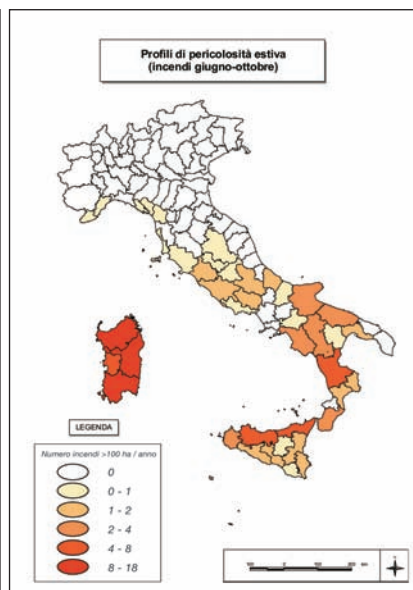 Profili di pericolosità estiva
(incendi giugno-ottobre)
LEGENDA
Numero incendi >100 ha / anno
0
0 - 1
1 - 2
2 - 4
4 - 8
8 - 18